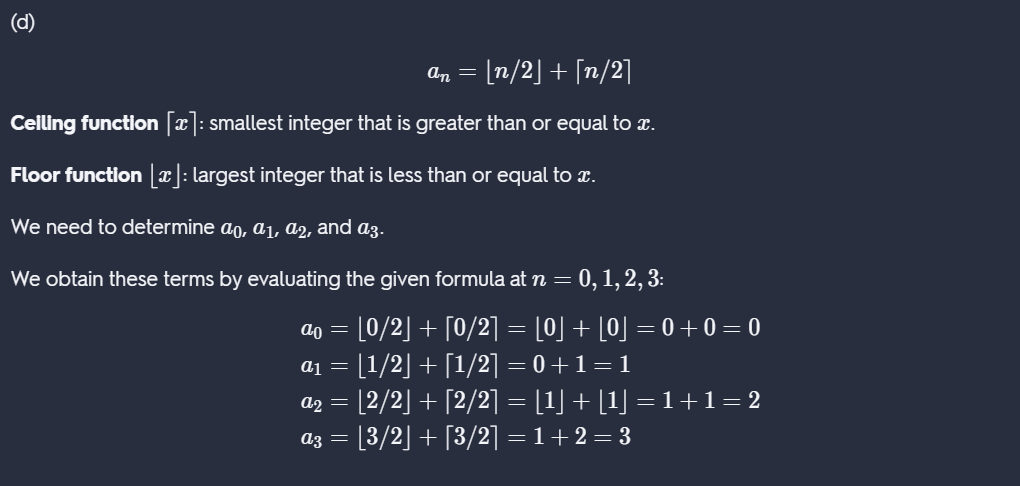 (d)
aₙ = ⌊n/2⌋ + ⌈n/2⌉
Ceiling function ⌈x⌉: smallest integer that is greater than or equal to x.
Floor function ⌊x⌋: largest integer that is less than or equal to x.
We need to determine a₀, a₁, a₂, and a₃.
We obtain these terms by evaluating the given formula at n = 0, 1, 2, 3:
a₀ = ⌊0/2⌋ + ⌈0/2⌉ = ⌊0⌋ + ⌊0⌋ = 0 + 0 = 0
a₁ = ⌊1/2⌋ + ⌈1/2⌉ = 0 + 1 = 1
a₂ = ⌊2/2⌋ + ⌈2/2⌉ = ⌊1⌋ + ⌊1⌋ = 1 + 1 = 2
a₃ = ⌊3/2⌋ + ⌈3/2⌉ = 1 + 2 = 3